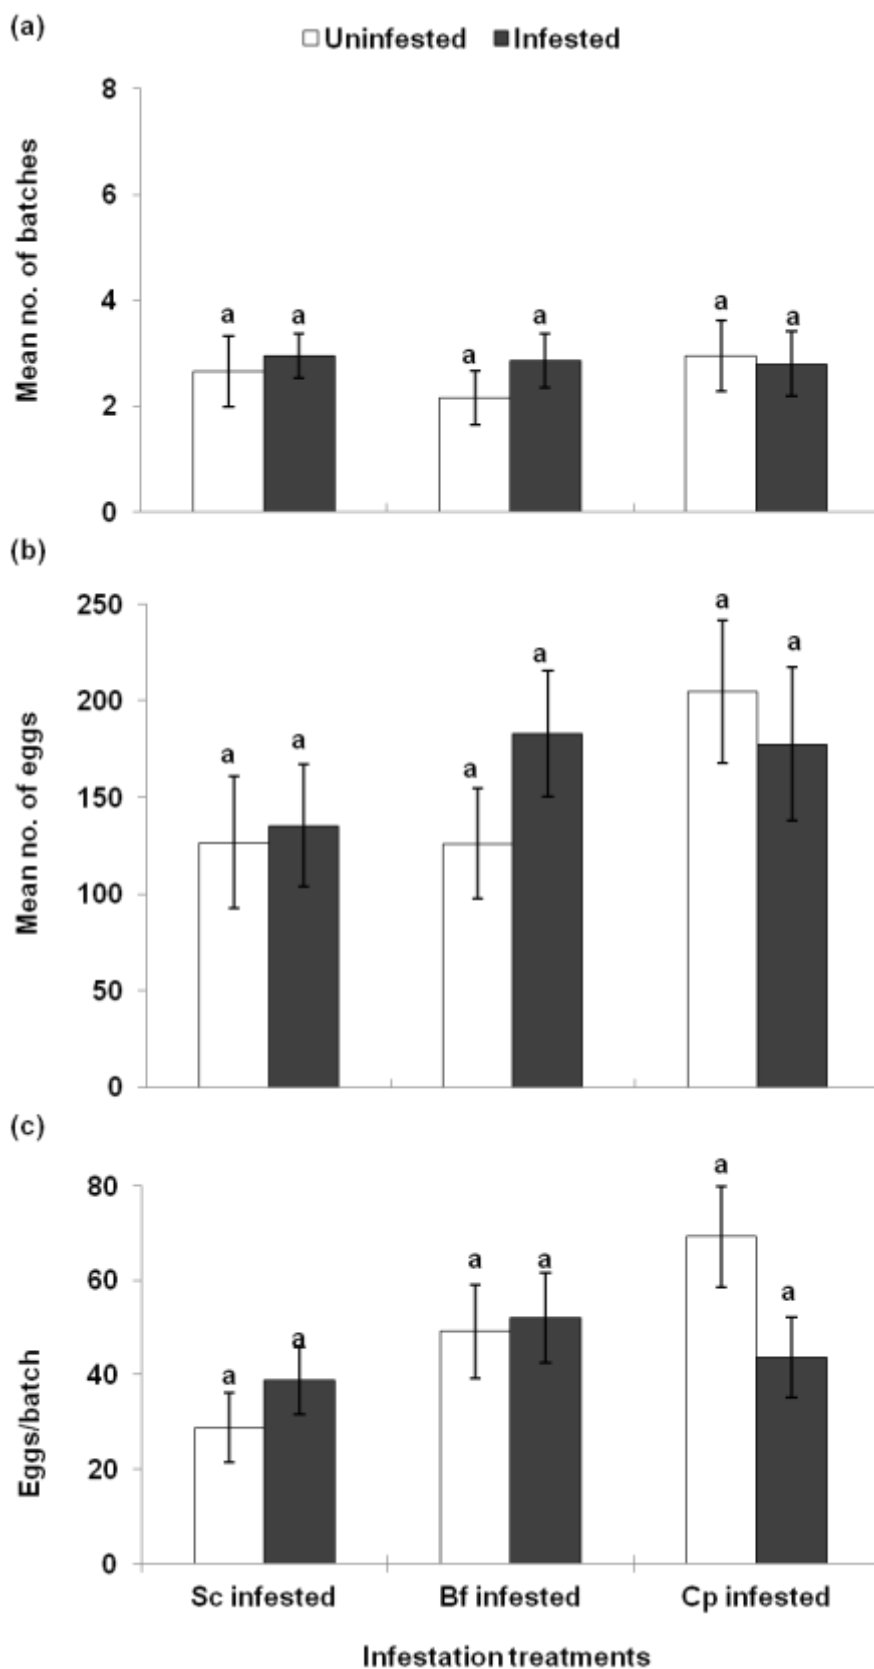 (a)
Uninfested Infested
Mean no. of batches
8
6
4
2
0
a a a a a a
(b)
Mean no. of eggs
250
200
150
100
50
0
a a a a a a
(c)
Eggs/batch
80
60
40
20
0
a a a a a a
Sc infested Bf infested Cp infested
Infestation treatments